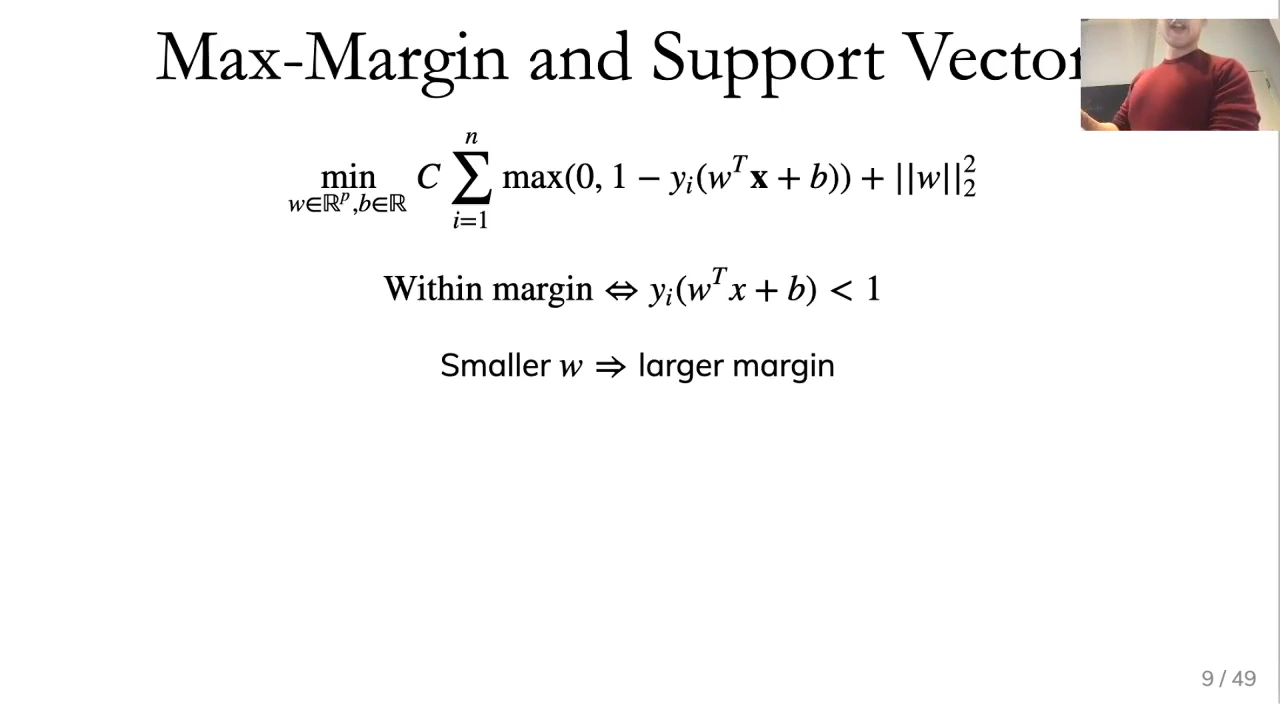 Max-Margin and Support Vector
min_{w∈ℝ^p, b∈ℝ} C ∑_{i=1}^{n} max(0, 1 − y_i(w^T 𝐱 + b)) + ||w||_2^2
Within margin ⇔ y_i(w^T x + b) < 1
Smaller w ⇒ larger margin
9 / 49